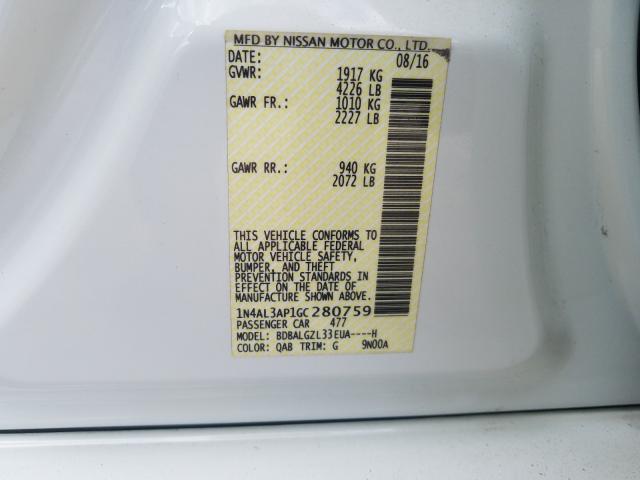 MFD BY NISSAN MOTOR CO., LTD.
DATE: 08/16
GVWR: 1917 KG
4226 LB
GAWR FR.: 1010 KG
2227 LB
GAWR RR.: 940 KG
2072 LB
THIS VEHICLE CONFORMS TO
ALL APPLICABLE FEDERAL
MOTOR VEHICLE SAFETY,
BUMPER, AND THEFT
PREVENTION STANDARDS IN
EFFECT ON THE DATE OF
MANUFACTURE SHOWN ABOVE.
1N4AL3AP1GC280759
PASSENGER CAR 477
MODEL: BDBALGZL33EUA----H
COLOR: QAB TRIM: G 9N00A